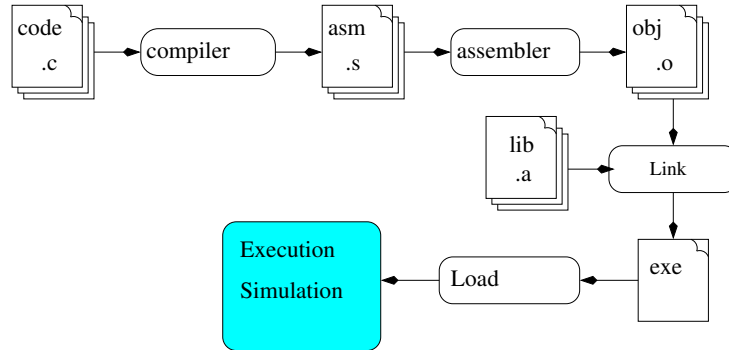 code
.c
compiler
asm
.s
assembler
obj
.o
lib
.a
Link
Execution
Simulation
Load
exe